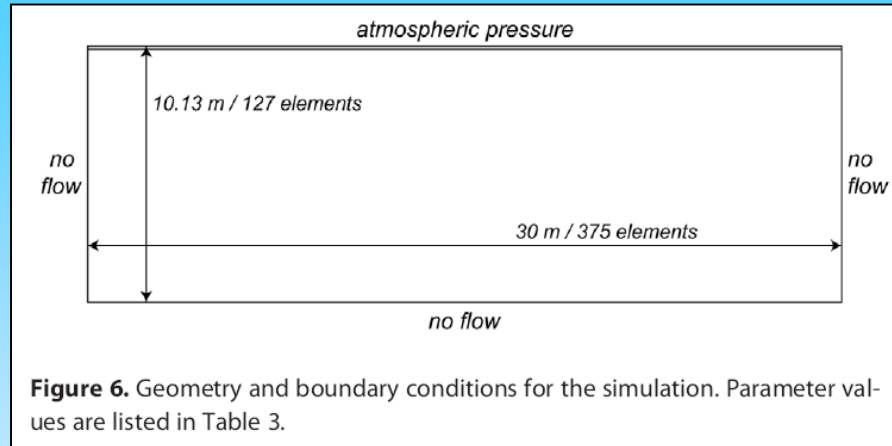 atmospheric pressure
10.13 m / 127 elements
no
flow
no
flow
30 m / 375 elements
no flow
Figure 6. Geometry and boundary conditions for the simulation. Parameter val-
ues are listed in Table 3.